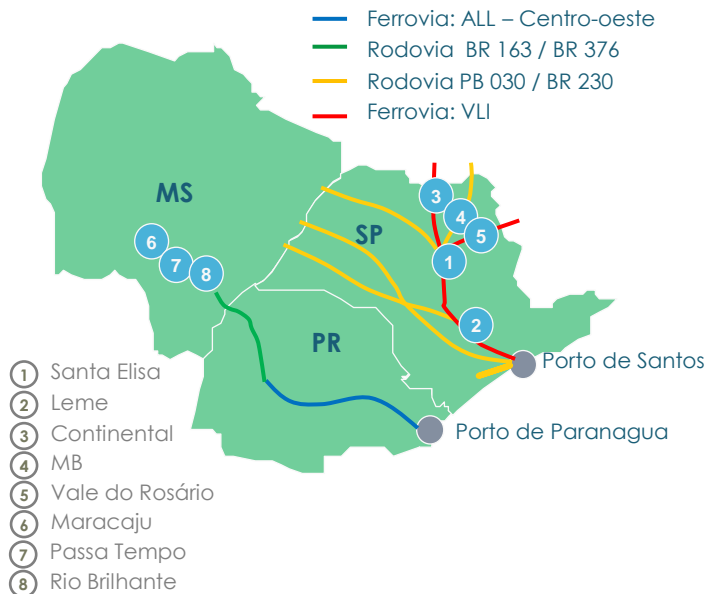 Ferrovia: ALL – Centro-oeste
Rodovia BR 163 / BR 376
Rodovia PB 030 / BR 230
Ferrovia: VLI
MS
SP
PR
3
4
5
1
6
7
8
2
Porto de Santos
Porto de Paranagua
1 Santa Elisa
2 Leme
3 Continental
4 MB
5 Vale do Rosário
6 Maracaju
7 Passa Tempo
8 Rio Brilhante